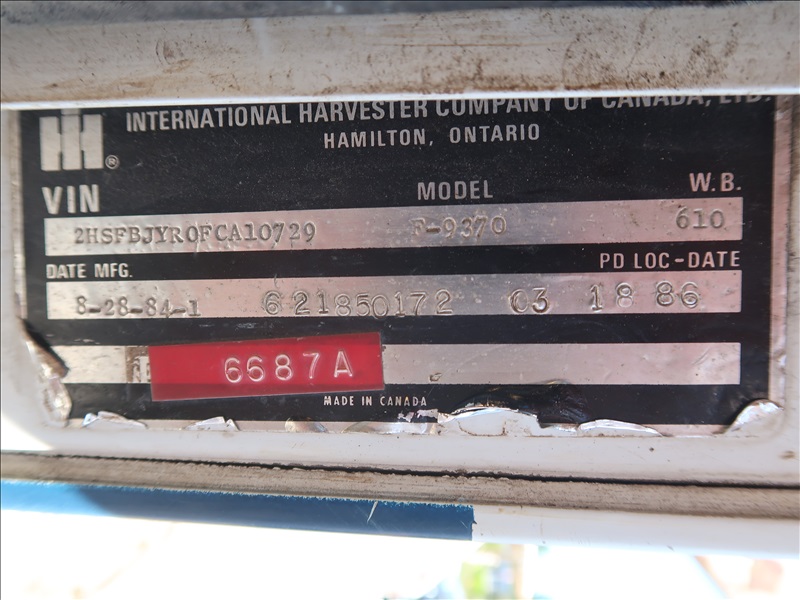 INTERNATIONAL HARVESTER COMPANY OF CANADA, LTD.
IH ® HAMILTON, ONTARIO
VIN MODEL W.B.
2HSFBJYR0FCA10729 F-9370 610
DATE MFG. PD LOC-DATE
8-28-84-1 621850172 03 18 86
6687A
MADE IN CANADA